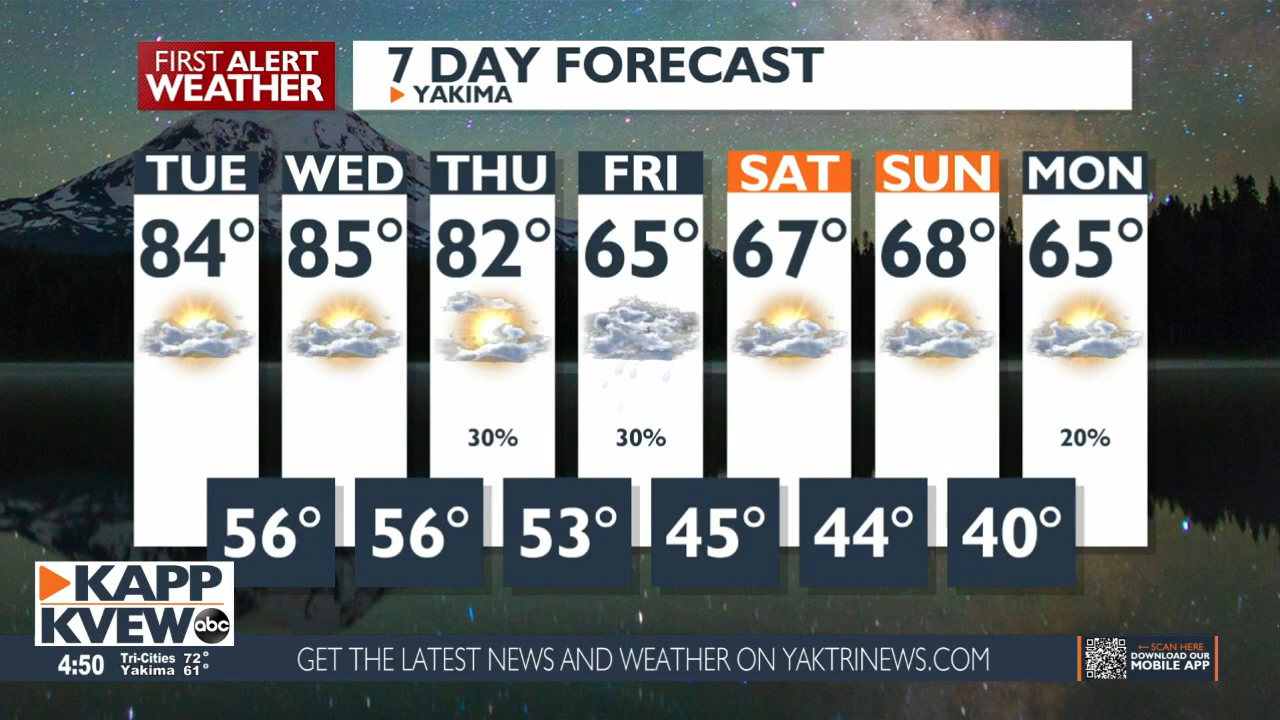 FIRST ALERT
WEATHER
7 DAY FORECAST
YAKIMA
TUE WED THU FRI SAT SUN MON
84° 85° 82° 65° 67° 68° 65°
30% 30% 20%
56° 56° 53° 45° 44° 40°
KAPP
KVEW abc
4:50
Tri-Cities 72°
Yakima 61°
GET THE LATEST NEWS AND WEATHER ON YAKTRINEWS.COM
SCAN HERE
DOWNLOAD OUR
MOBILE APP